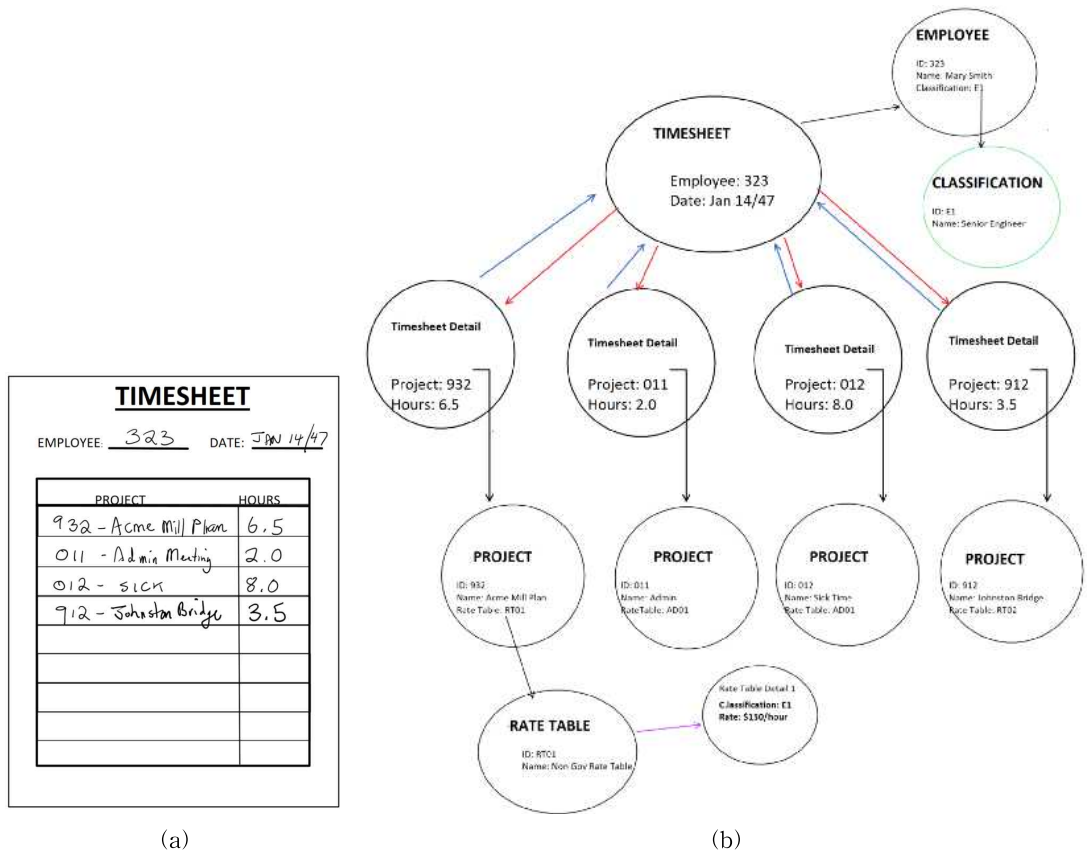 TIMESHEET
EMPLOYEE: 323 DATE: JAN 14/47
PROJECT HOURS
932 - Acme Mill Plan 6.5
011 - Admin Meeting 2.0
012 - SICK 8.0
912 - Johnston Bridge 3.5
(a)
EMPLOYEE
ID: 323
Name: Mary Smith
Classification: E1
CLASSIFICATION
ID: E1
Name: Senior Engineer
TIMESHEET
Employee: 323
Date: Jan 14/47
Timesheet Detail
Project: 932
Hours: 6.5
Timesheet Detail
Project: 011
Hours: 2.0
Timesheet Detail
Project: 012
Hours: 8.0
Timesheet Detail
Project: 912
Hours: 3.5
PROJECT
ID: 932
Name: Acme Mill Plan
Rate Table: RT01
PROJECT
ID: 011
Name: Admin
RateTable: AD01
PROJECT
ID: 012
Name: Sick Time
Rate Table: AD01
PROJECT
ID: 912
Name: Johnston Bridge
Rate Table: RT02
RATE TABLE
ID: RT01
Name: Non Gov Rate Table
Rate Table Detail 1
Classification: E1
Rate: $130/hour
(b)